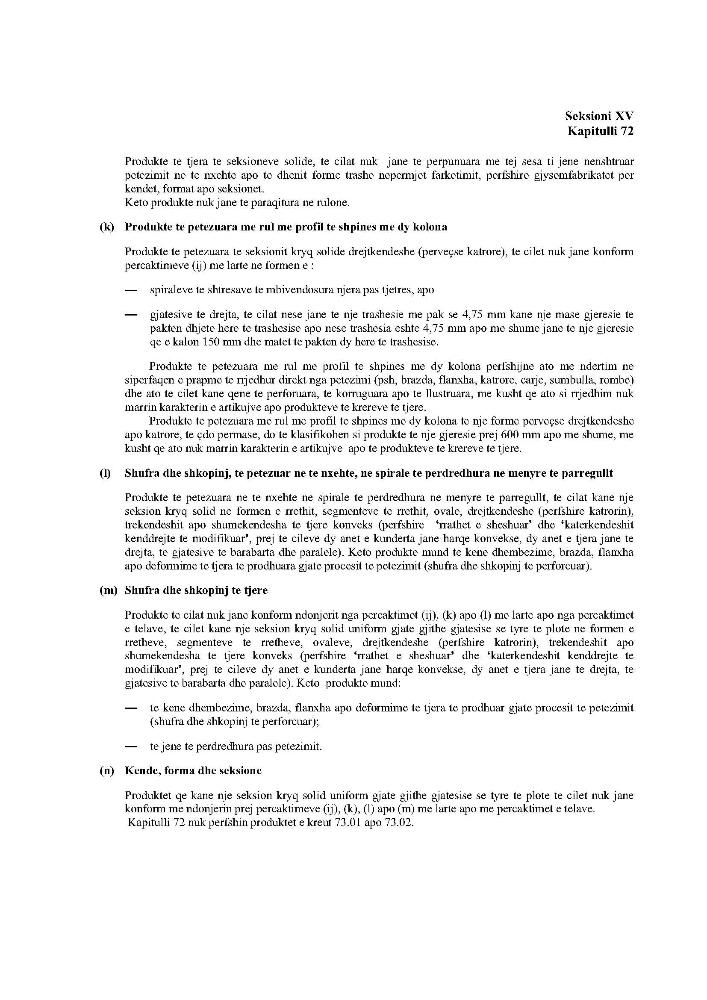 Seksioni XV
Kapitulli 72
Produkte te tjera te seksioneve solide, te cilat nuk jane te perpunuara me tej sesa ti jene nenshtruar
petezimit ne te nxehte apo te dhenit forme trashe nepermjet farketimit, perfshire gjysemfabrikatet per
kendet, format apo seksionet.
Keto produkte nuk jane te paraqitura ne rulone.
(k) Produkte te petezuara me rul me profil te shpines me dy kolona
Produkte te petezuara te seksionit kryq solide drejtkendeshe (perveçse katrore), te cilet nuk jane konform
percaktimeve (ij) me larte ne formen e :
— spiraleve te shtresave te mbivendosura njera pas tjetres, apo
— gjatesive te drejta, te cilat nese jane te nje trashesie me pak se 4,75 mm kane nje mase gjeresie te
pakten dhjete here te trashesise apo nese trashesia eshte 4,75 mm apo me shume jane te nje gjeresie
qe e kalon 150 mm dhe matet te pakten dy here te trashesise.
Produkte te petezuara me rul me profil te shpines me dy kolona perfshijne ato me ndertim ne
siperfaqen e prapme te rrjedhur direkt nga petezimi (psh, brazda, flanxha, katrore, carje, sumbulla, rombe)
dhe ato te cilet kane qene te perforuara, te korruguara apo te llustruara, me kusht qe ato si rrjedhim nuk
marrin karakterin e artikujve apo produkteve te krereve te tjere.
Produkte te petezuara me rul me profil te shpines me dy kolona te nje forme perveçse drejtkendeshe
apo katrore, te çdo permase, do te klasifikohen si produkte te nje gjeresie prej 600 mm apo me shume, me
kusht qe ato nuk marrin karakterin e artikujve apo te produkteve te krereve te tjere.
(l) Shufra dhe shkopinj, te petezuar ne te nxehte, ne spirale te perdredhura ne menyre te parregullt
Produkte te petezuara ne te nxehte ne spirale te perdredhura ne menyre te parregullt, te cilat kane nje
seksion kryq solid ne formen e rrethit, segmenteve te rrethit, ovale, drejtkendeshe (perfshire katrorin),
trekendeshit apo shumekendesha te tjere konveks (perfshire ‘rrathet e sheshuar’ dhe ‘katerkendeshit
kenddrejte te modifikuar’, prej te cileve dy anet e kunderta jane harqe konvekse, dy anet e tjera jane te
drejta, te gjatesive te barabarta dhe paralele). Keto produkte mund te kene dhembezime, brazda, flanxha
apo deformime te tjera te prodhuara gjate procesit te petezimit (shufra dhe shkopinj te perforcuar).
(m) Shufra dhe shkopinj te tjere
Produkte te cilat nuk jane konform ndonjerit nga percaktimet (ij), (k) apo (l) me larte apo nga percaktimet
e telave, te cilet kane nje seksion kryq solid uniform gjate gjithe gjatesise se tyre te plote ne formen e
rretheve, segmenteve te rretheve, ovaleve, drejtkendeshe (perfshire katrorin), trekendeshit apo
shumekendesha te tjere konveks (perfshire ‘rrathet e sheshuar’ dhe ‘katerkendeshit kenddrejte te
modifikuar’, prej te cileve dy anet e kunderta jane harqe konvekse, dy anet e tjera jane te drejta, te
gjatesive te barabarta dhe paralele). Keto produkte mund:
— te kene dhembezime, brazda, flanxha apo deformime te tjera te prodhuar gjate procesit te petezimit
(shufra dhe shkopinj te perforcuar);
— te jene te perdredhura pas petezimit.
(n) Kende, forma dhe seksione
Produktet qe kane nje seksion kryq solid uniform gjate gjithe gjatesise se tyre te plote te cilet nuk jane
konform me ndonjerin prej percaktimeve (ij), (k), (l) apo (m) me larte apo me percaktimet e telave.
Kapitulli 72 nuk perfshin produktet e kreut 73.01 apo 73.02.